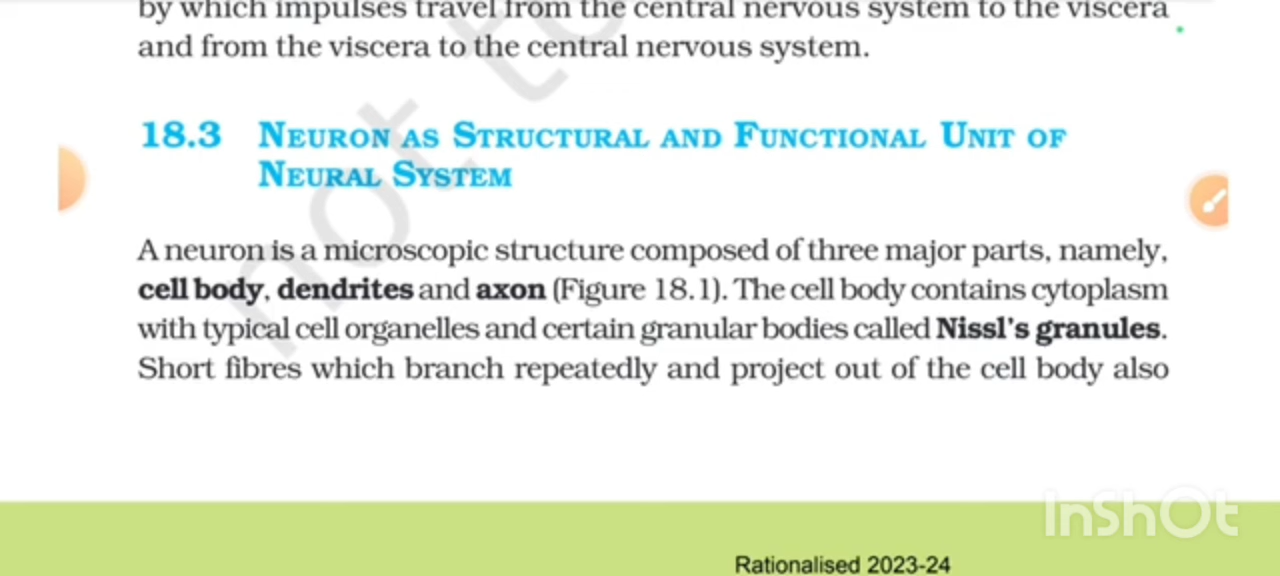 by which impulses travel from the central nervous system to the viscera
and from the viscera to the central nervous system.
18.3 NEURON AS STRUCTURAL AND FUNCTIONAL UNIT OF
NEURAL SYSTEM
A neuron is a microscopic structure composed of three major parts, namely,
cell body, dendrites and axon (Figure 18.1). The cell body contains cytoplasm
with typical cell organelles and certain granular bodies called Nissl's granules.
Short fibres which branch repeatedly and project out of the cell body also
not to
InShOt
Rationalised 2023-24